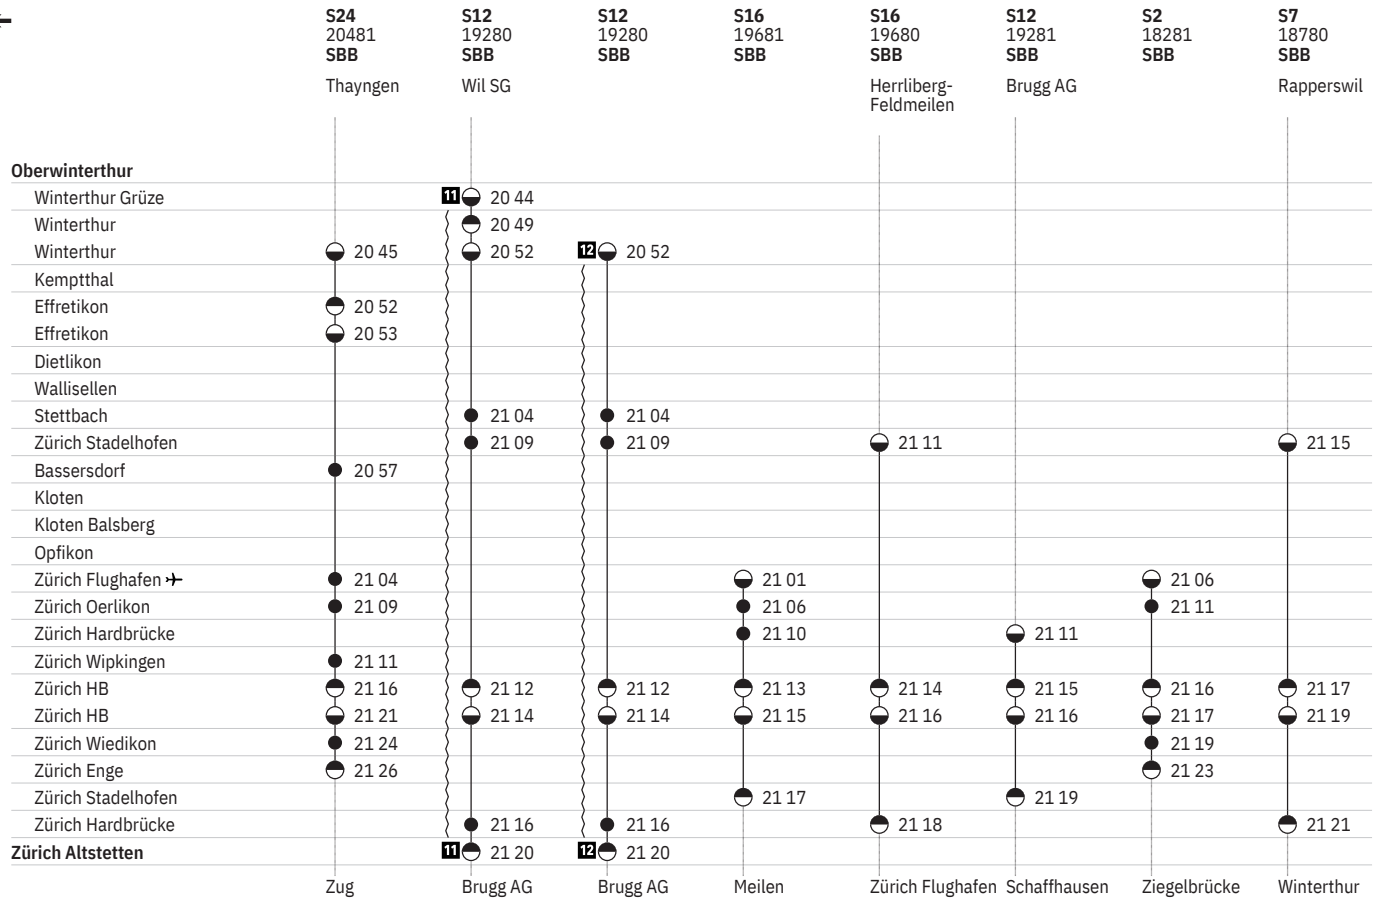 S24 S12 S12 S16 S16 S12 S2 S7
20481 19280 19280 19681 19680 19281 18281 18780
SBB SBB SBB SBB SBB SBB SBB SBB
Thayngen Wil SG Herrliberg- Brugg AG Rapperswil
Feldmeilen
Oberwinterthur
Winterthur Grüze 11 20 44
Winterthur 20 49
Winterthur 20 45 20 52 12 20 52
Kemptthal
Effretikon 20 52
Effretikon 20 53
Dietlikon
Wallisellen
Stettbach 21 04 21 04
Zürich Stadelhofen 21 09 21 09 21 11 21 15
Bassersdorf 20 57
Kloten
Kloten Balsberg
Opfikon
Zürich Flughafen 21 04 21 01 21 06
Zürich Oerlikon 21 09 21 06 21 11
Zürich Hardbrücke 21 10 21 11
Zürich Wipkingen 21 11
Zürich HB 21 16 21 12 21 12 21 13 21 14 21 15 21 16 21 17
Zürich HB 21 21 21 14 21 14 21 15 21 16 21 16 21 17 21 19
Zürich Wiedikon 21 24 21 19
Zürich Enge 21 26 21 23
Zürich Stadelhofen 21 17 21 19
Zürich Hardbrücke 21 16 21 16 21 18 21 21
Zürich Altstetten 11 21 20 12 21 20
Zug Brugg AG Brugg AG Meilen Zürich Flughafen Schaffhausen Ziegelbrücke Winterthur